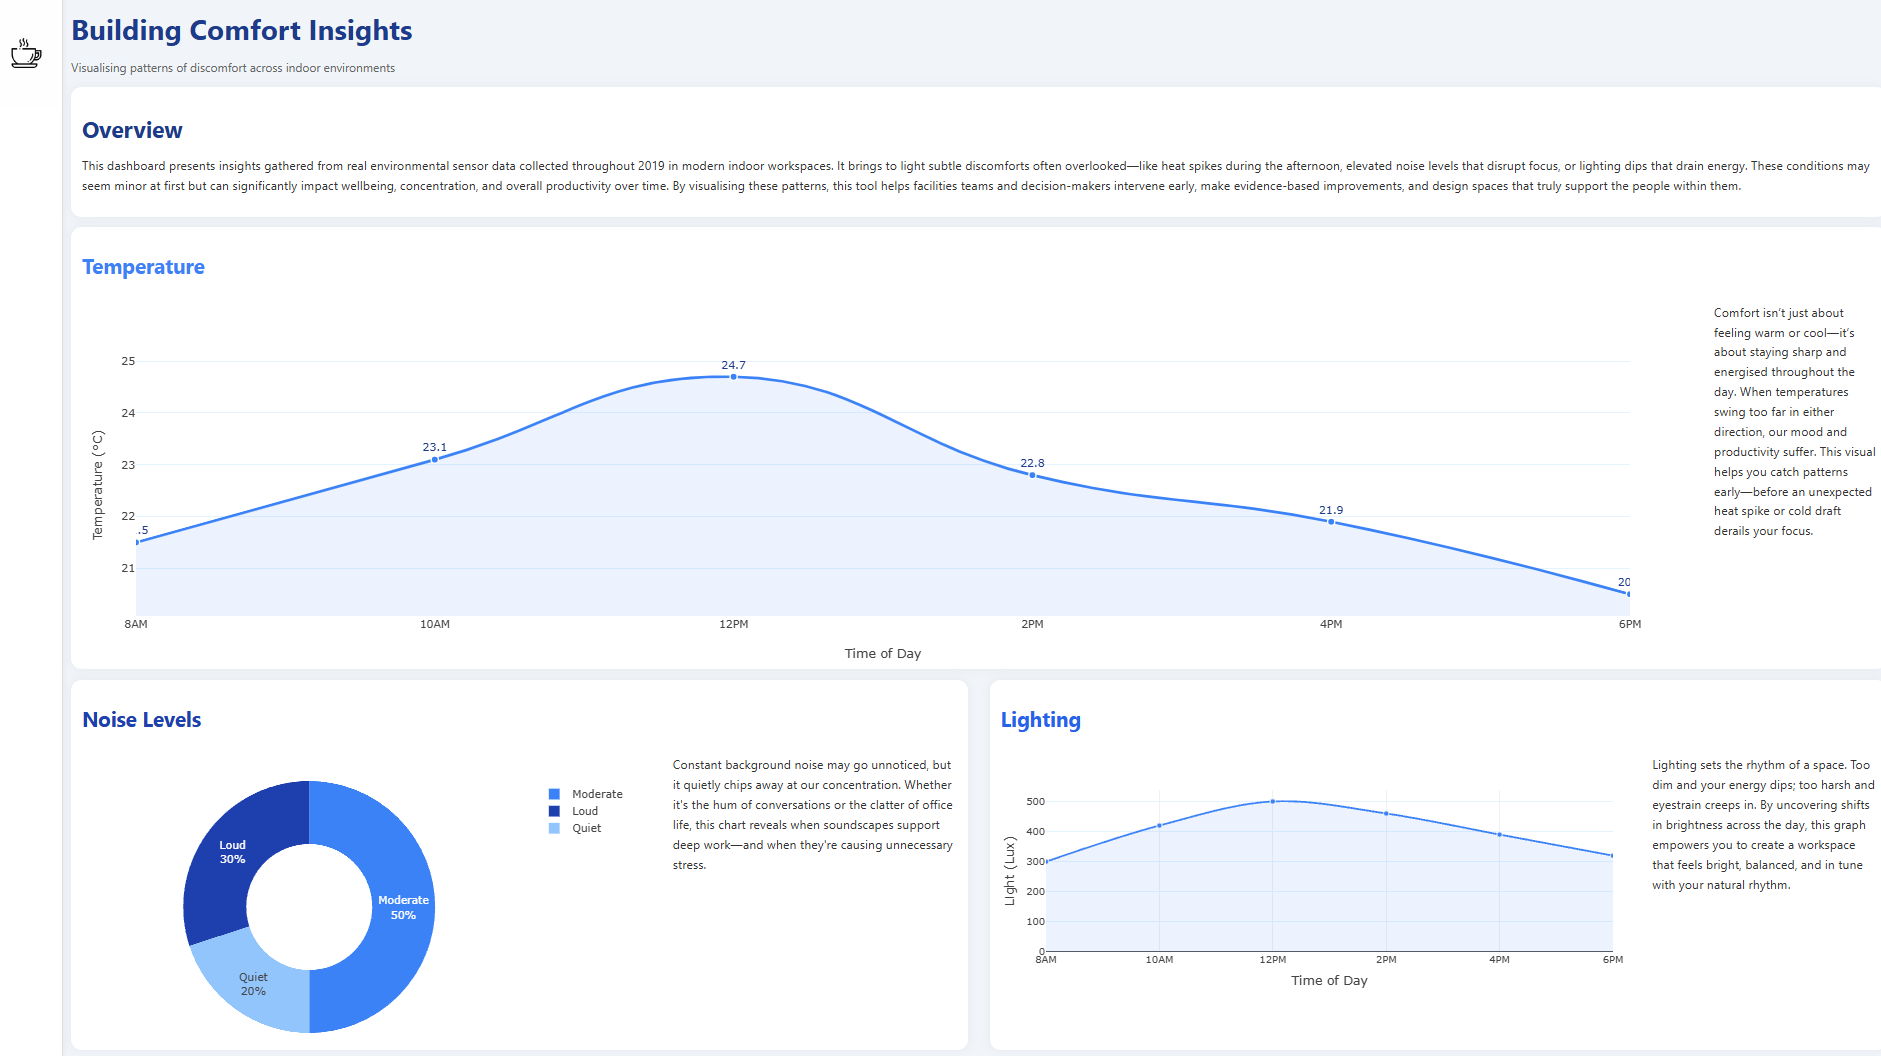 Building Comfort Insights
Visualising patterns of discomfort across indoor environments
Overview
This dashboard presents insights gathered from real environmental sensor data collected throughout 2019 in modern indoor workspaces. It brings to light subtle discomforts often overlooked—like heat spikes during the afternoon, elevated noise levels that disrupt focus, or lighting dips that drain energy. These conditions may
seem minor at first but can significantly impact wellbeing, concentration, and overall productivity over time. By visualising these patterns, this tool helps facilities teams and decision-makers intervene early, make evidence-based improvements, and design spaces that truly support the people within them.
Temperature
25
24
23
22
21
Temperature (°C)
.5
23.1
24.7
22.8
21.9
20
8AM
10AM
12PM
2PM
4PM
6PM
Time of Day
Comfort isn't just about
feeling warm or cool—it's
about staying sharp and
energised throughout the
day. When temperatures
swing too far in either
direction, our mood and
productivity suffer. This visual
helps you catch patterns
early—before an unexpected
heat spike or cold draft
derails your focus.
Noise Levels
Loud
30%
Moderate
50%
Quiet
20%
Moderate
Loud
Quiet
Constant background noise may go unnoticed, but
it quietly chips away at our concentration. Whether
it's the hum of conversations or the clatter of office
life, this chart reveals when soundscapes support
deep work—and when they're causing unnecessary
stress.
Lighting
500
400
300
200
100
0
Light (Lux)
8AM
10AM
12PM
2PM
4PM
6PM
Time of Day
Lighting sets the rhythm of a space. Too
dim and your energy dips; too harsh and
eyestrain creeps in. By uncovering shifts
in brightness across the day, this graph
empowers you to create a workspace
that feels bright, balanced, and in tune
with your natural rhythm.